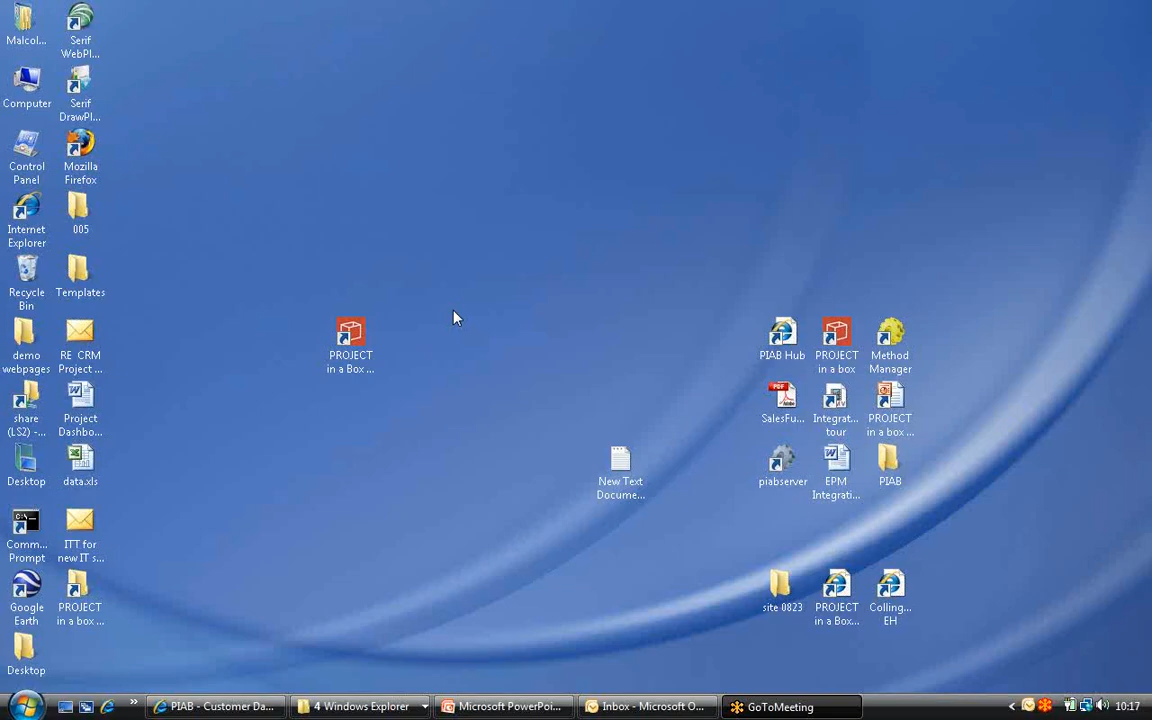 Malcol...
Serif
WebPl...
Computer
Serif
DrawPl...
Control
Panel
Mozilla
Firefox
Internet
Explorer
005
Recycle
Bin
Templates
demo
webpages
RE CRM
Project ...
PROJECT
in a Box ...
PIAB Hub
PROJECT
in a box
Method
Manager
share
(LS2) -...
Project
Dashbo...
SalesFu...
Integrat...
tour
PROJECT
in a box ...
Desktop
data.xls
New Text
Docume...
piabserver
EPM
Integrati...
PIAB
Comm...
Prompt
ITT for
new IT s...
Google
Earth
PROJECT
in a box ...
site 0823
PROJECT
in a Box...
Colling...
EH
Desktop
PIAB - Customer Da...
4 Windows Explorer
Microsoft PowerPoi...
Inbox - Microsoft O...
GoToMeeting
10:17